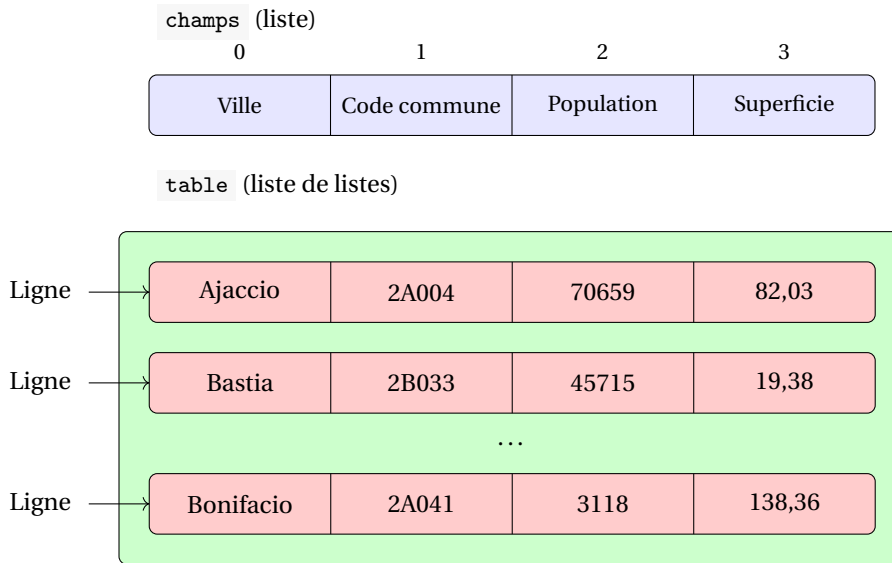 champs (liste)
0 1 2 3
Ville Code commune Population Superficie
table (liste de listes)
Ligne Ajaccio 2A004 70659 82,03
Ligne Bastia 2B033 45715 19,38
...
Ligne Bonifacio 2A041 3118 138,36